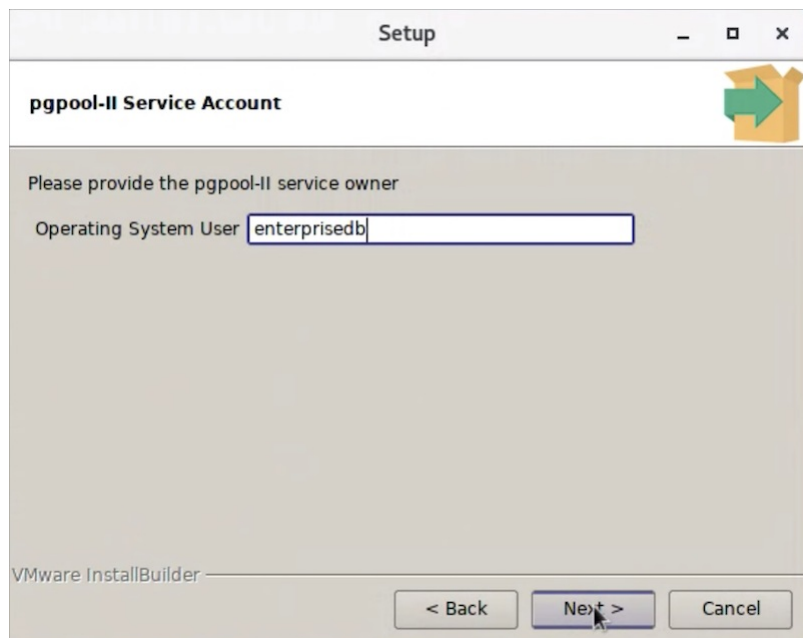 Setup
pgpool-II Service Account
Please provide the pgpool-II service owner
Operating System User enterprisedb
VMware InstallBuilder
< Back Next > Cancel